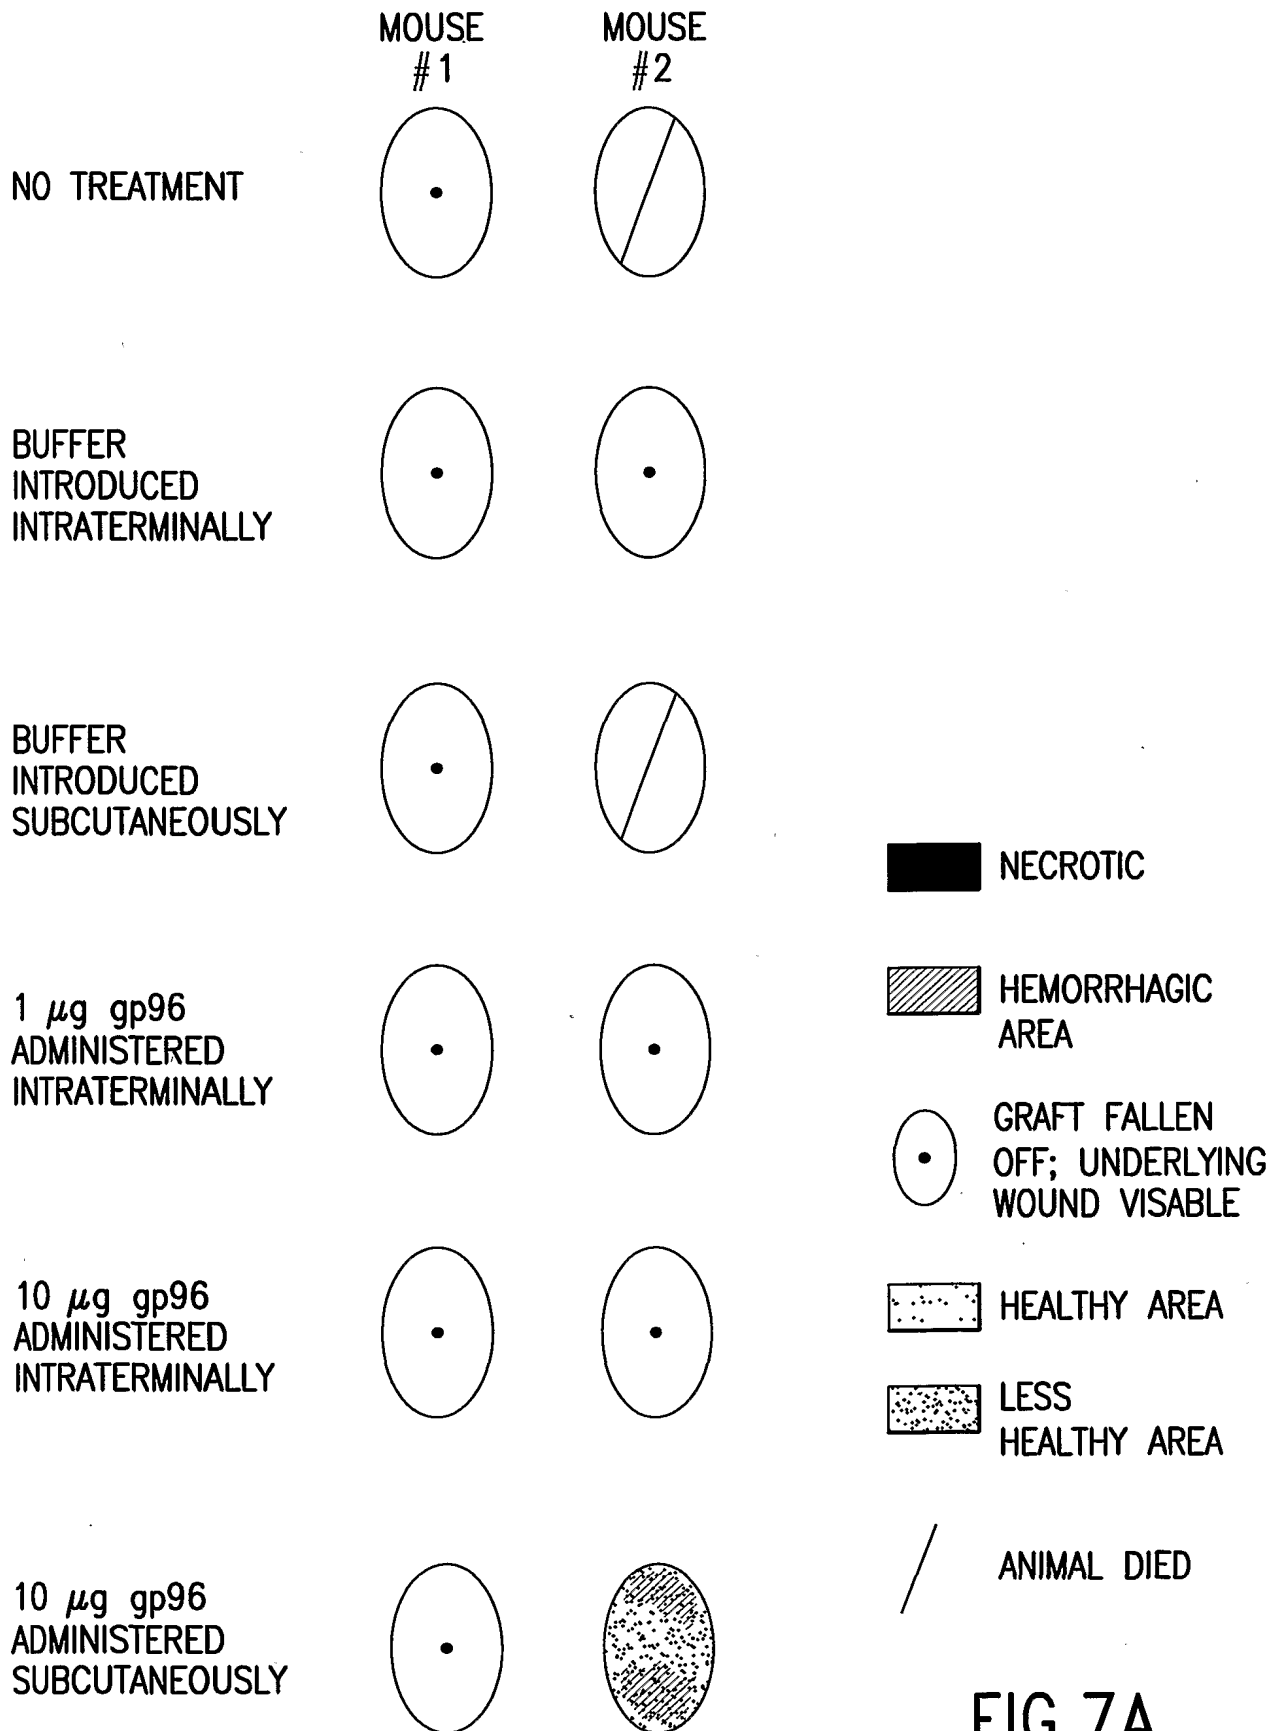 MOUSE
#1
MOUSE
#2
NO TREATMENT
BUFFER
INTRODUCED
INTRATERMINALLY
BUFFER
INTRODUCED
SUBCUTANEOUSLY
1 μg gp96
ADMINISTERED
INTRATERMINALLY
10 μg gp96
ADMINISTERED
INTRATERMINALLY
10 μg gp96
ADMINISTERED
SUBCUTANEOUSLY
NECROTIC
HEMORRHAGIC
AREA
GRAFT FALLEN
OFF; UNDERLYING
WOUND VISABLE
HEALTHY AREA
LESS
HEALTHY AREA
ANIMAL DIED
FIG.7A